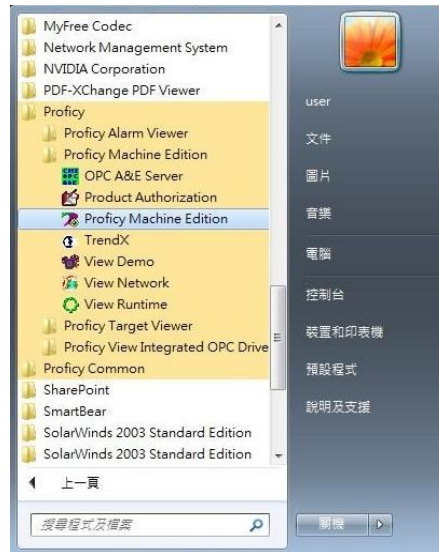 MyFree Codec
Network Management System
NVIDIA Corporation
PDF-XChange PDF Viewer
Proficy
Proficy Alarm Viewer
Proficy Machine Edition
OPC A&E Server
Product Authorization
Proficy Machine Edition
TrendX
View Demo
View Network
View Runtime
Proficy Target Viewer
Proficy View Integrated OPC Drive
Proficy Common
SharePoint
SmartBear
SolarWinds 2003 Standard Edition
SolarWinds 2003 Standard Edition
上一頁
搜尋程式及檔案
user
文件
圖片
音樂
電腦
控制台
裝置和印表機
預設程式
說明及支援
關機